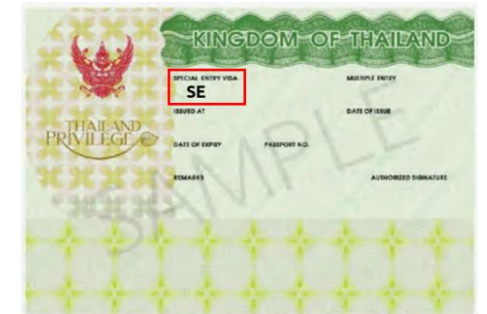 KINGDOM OF THAILAND
SPECIAL ENTRY VISA
MULTIPLE ENTRY
SE
ISSUED AT
DATE OF ISSUE
THAILAND
PRIVILEGE
DATE OF EXPIRY
PASSPORT NO.
REMARKS
AUTHORIZED SIGNATURE
SAMPLE